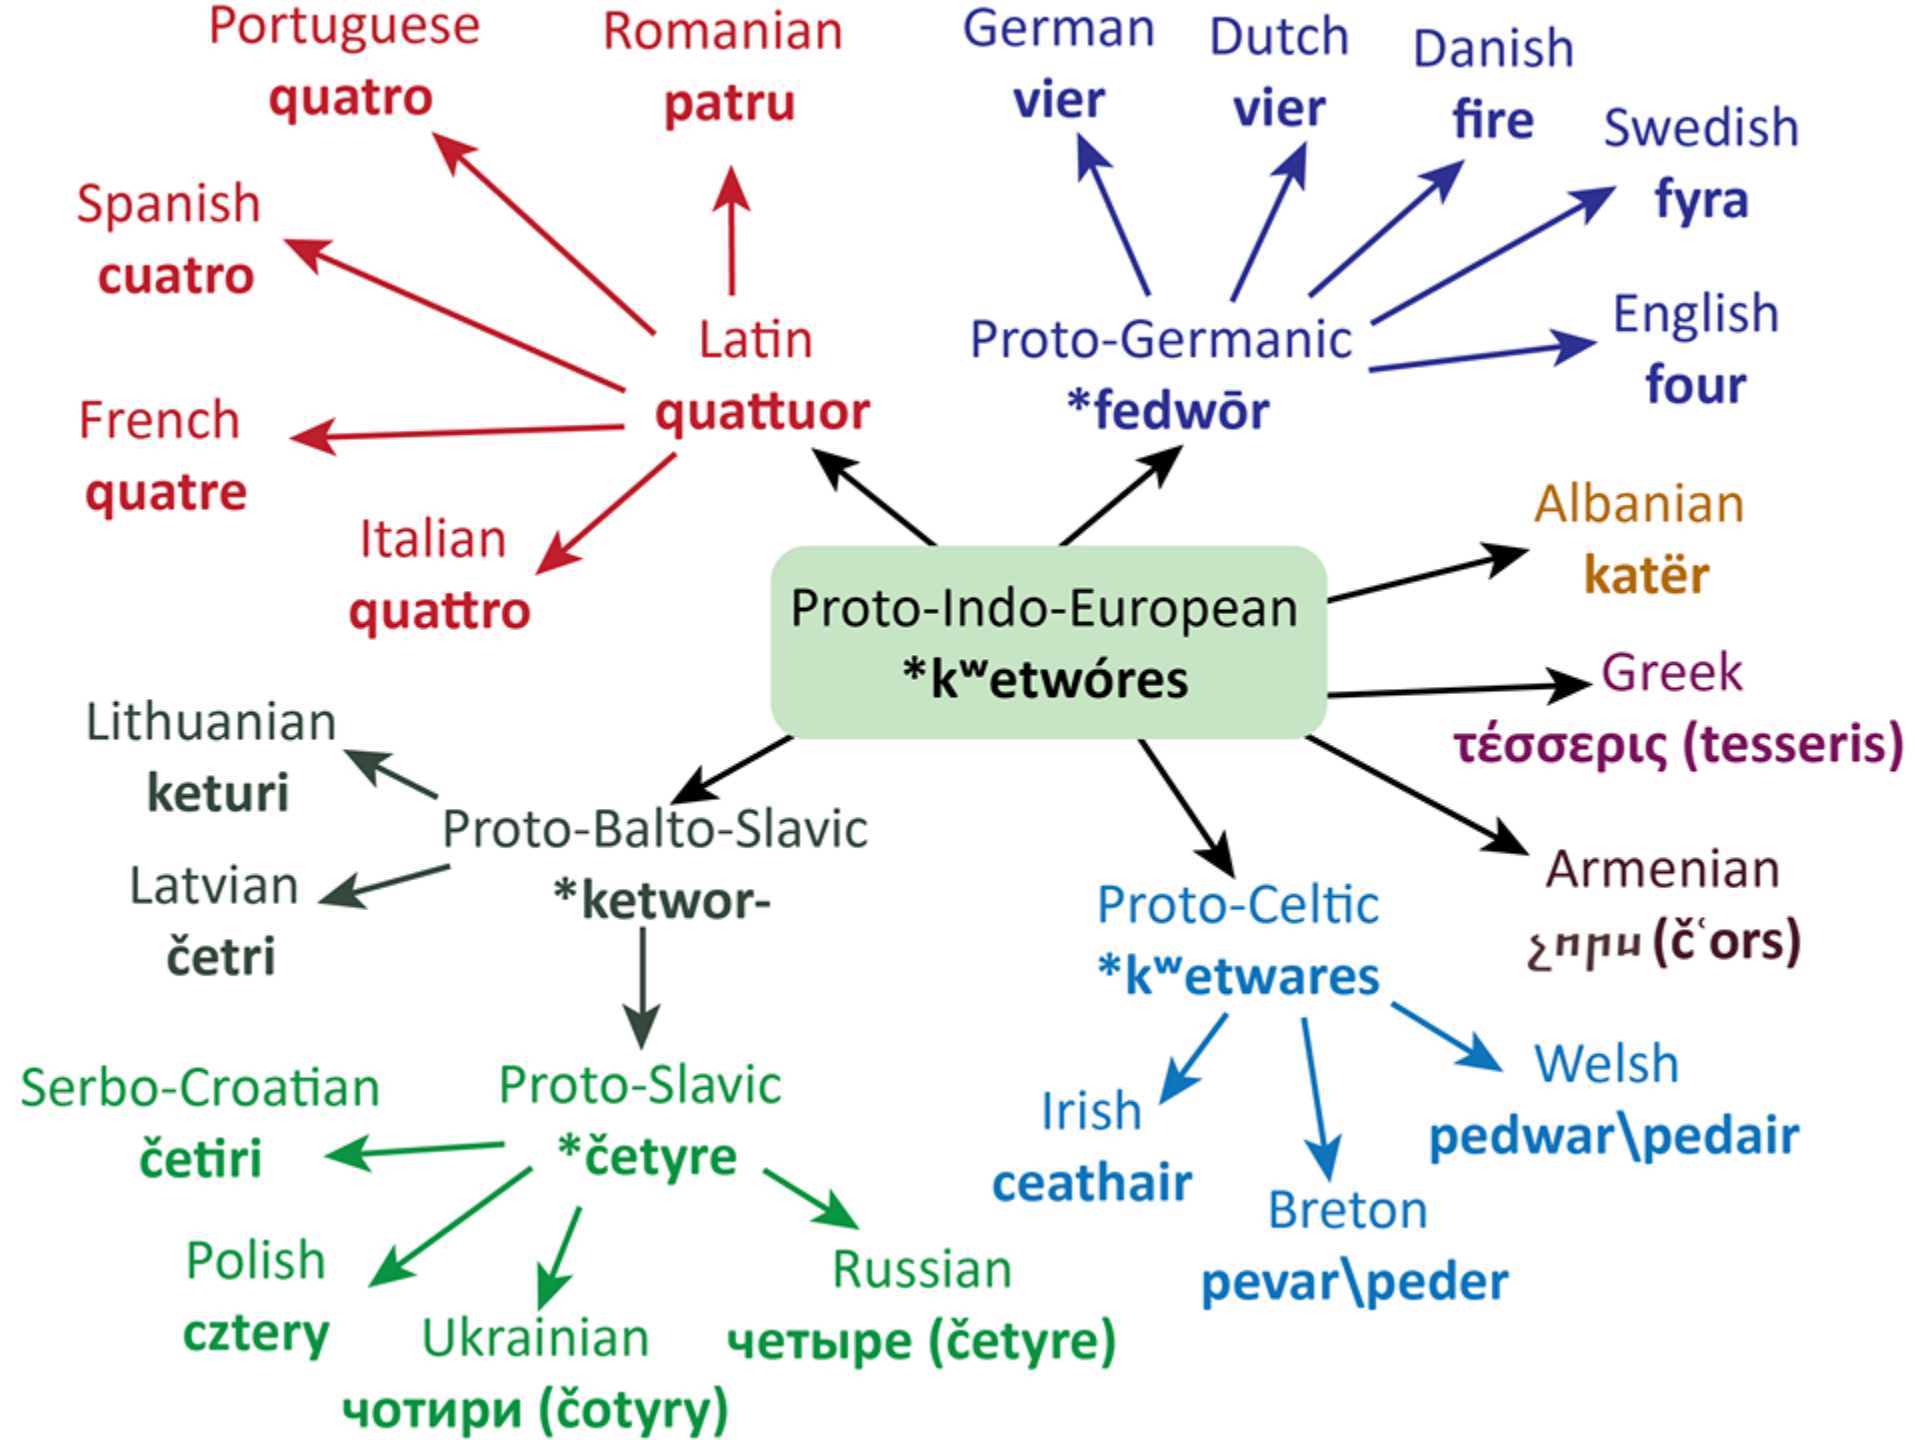 Portuguese
quatro
Romanian
patru
German
vier
Dutch
vier
Danish
fire
Swedish
fyra
Spanish
cuatro
Latin
quattuor
Proto-Germanic
*fedwōr
English
four
French
quatre
Italian
quattro
Albanian
katër
Proto-Indo-European
*kʷetwóres
Greek
τέσσερις (tesseris)
Lithuanian
keturi
Proto-Balto-Slavic
*ketwor-
Latvian
četri
Armenian
չորս (čʿors)
Proto-Celtic
*kʷetwares
Serbo-Croatian
četiri
Proto-Slavic
*četyre
Irish
ceathair
Welsh
pedwar\pedair
Breton
pevar\peder
Polish
cztery
Ukrainian
чотири (čotyry)
Russian
четыре (četyre)